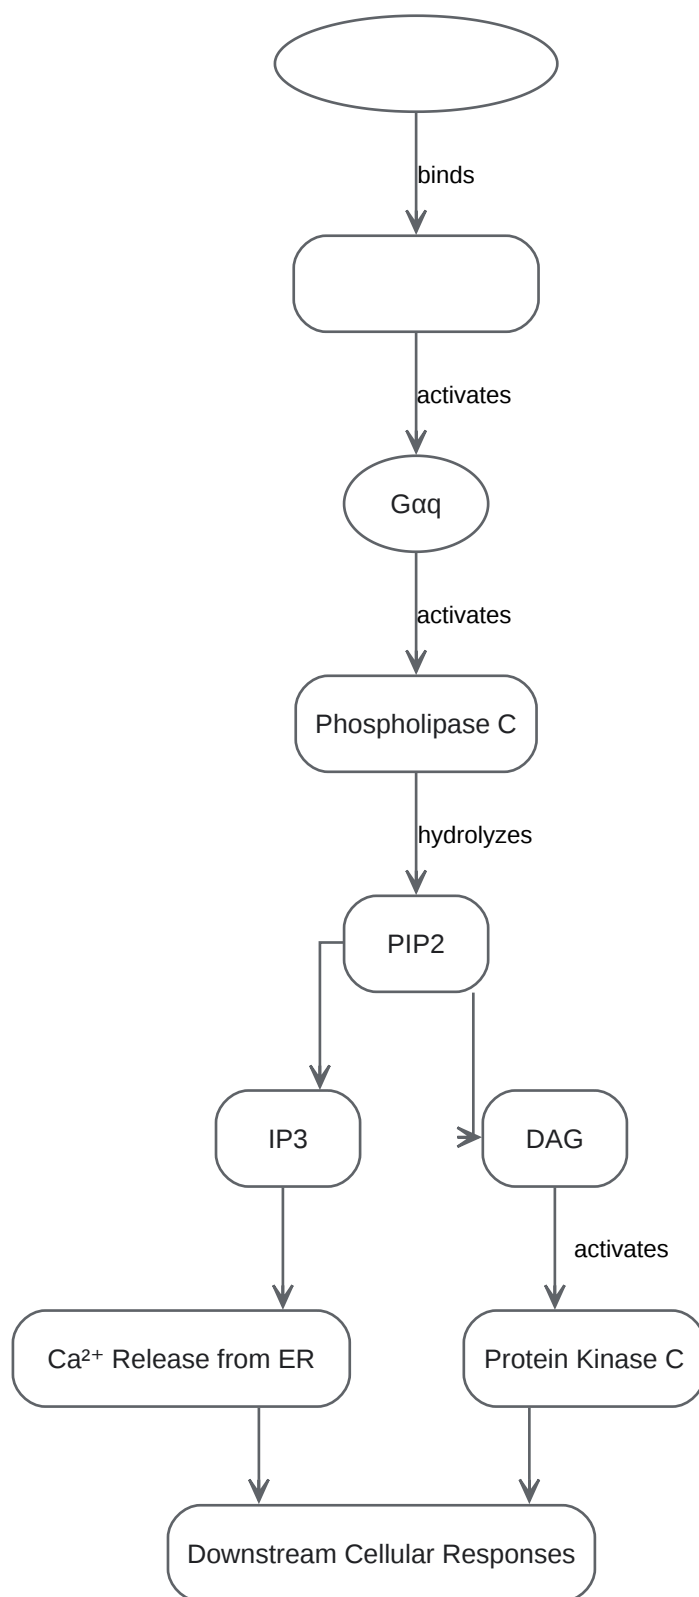 binds
activates
Gαq
activates
Phospholipase C
hydrolyzes
PIP2
IP3
DAG
activates
Ca²⁺ Release from ER
Protein Kinase C
Downstream Cellular Responses